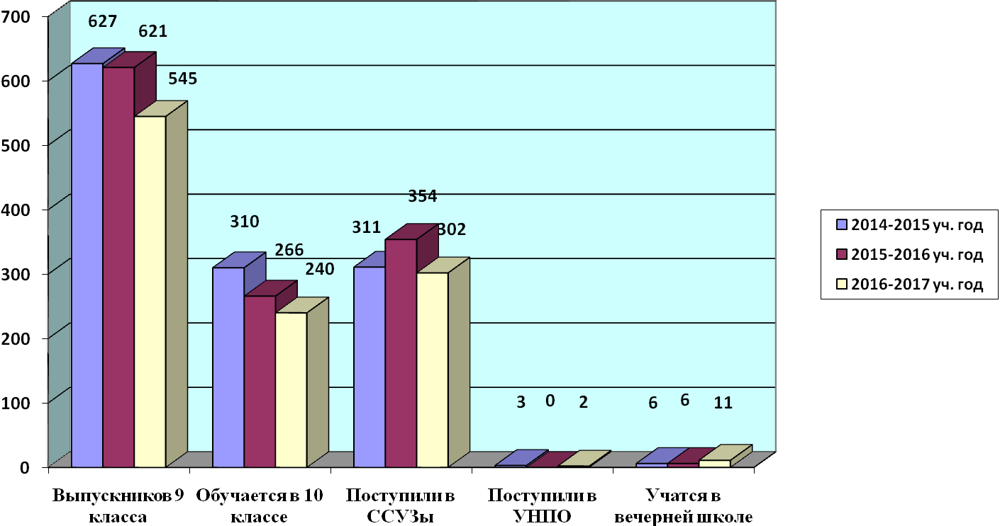 700
600
500
400
300
200
100
0
627
621
545
310
266
240
311
354
302
3
0
2
6
6
11
Выпускников 9
класса
Обучается в 10
классе
Поступили в
ССУЗы
Поступили в
УНПО
Учатся в
вечерней школе
2014-2015 уч. год
2015-2016 уч. год
2016-2017 уч. год